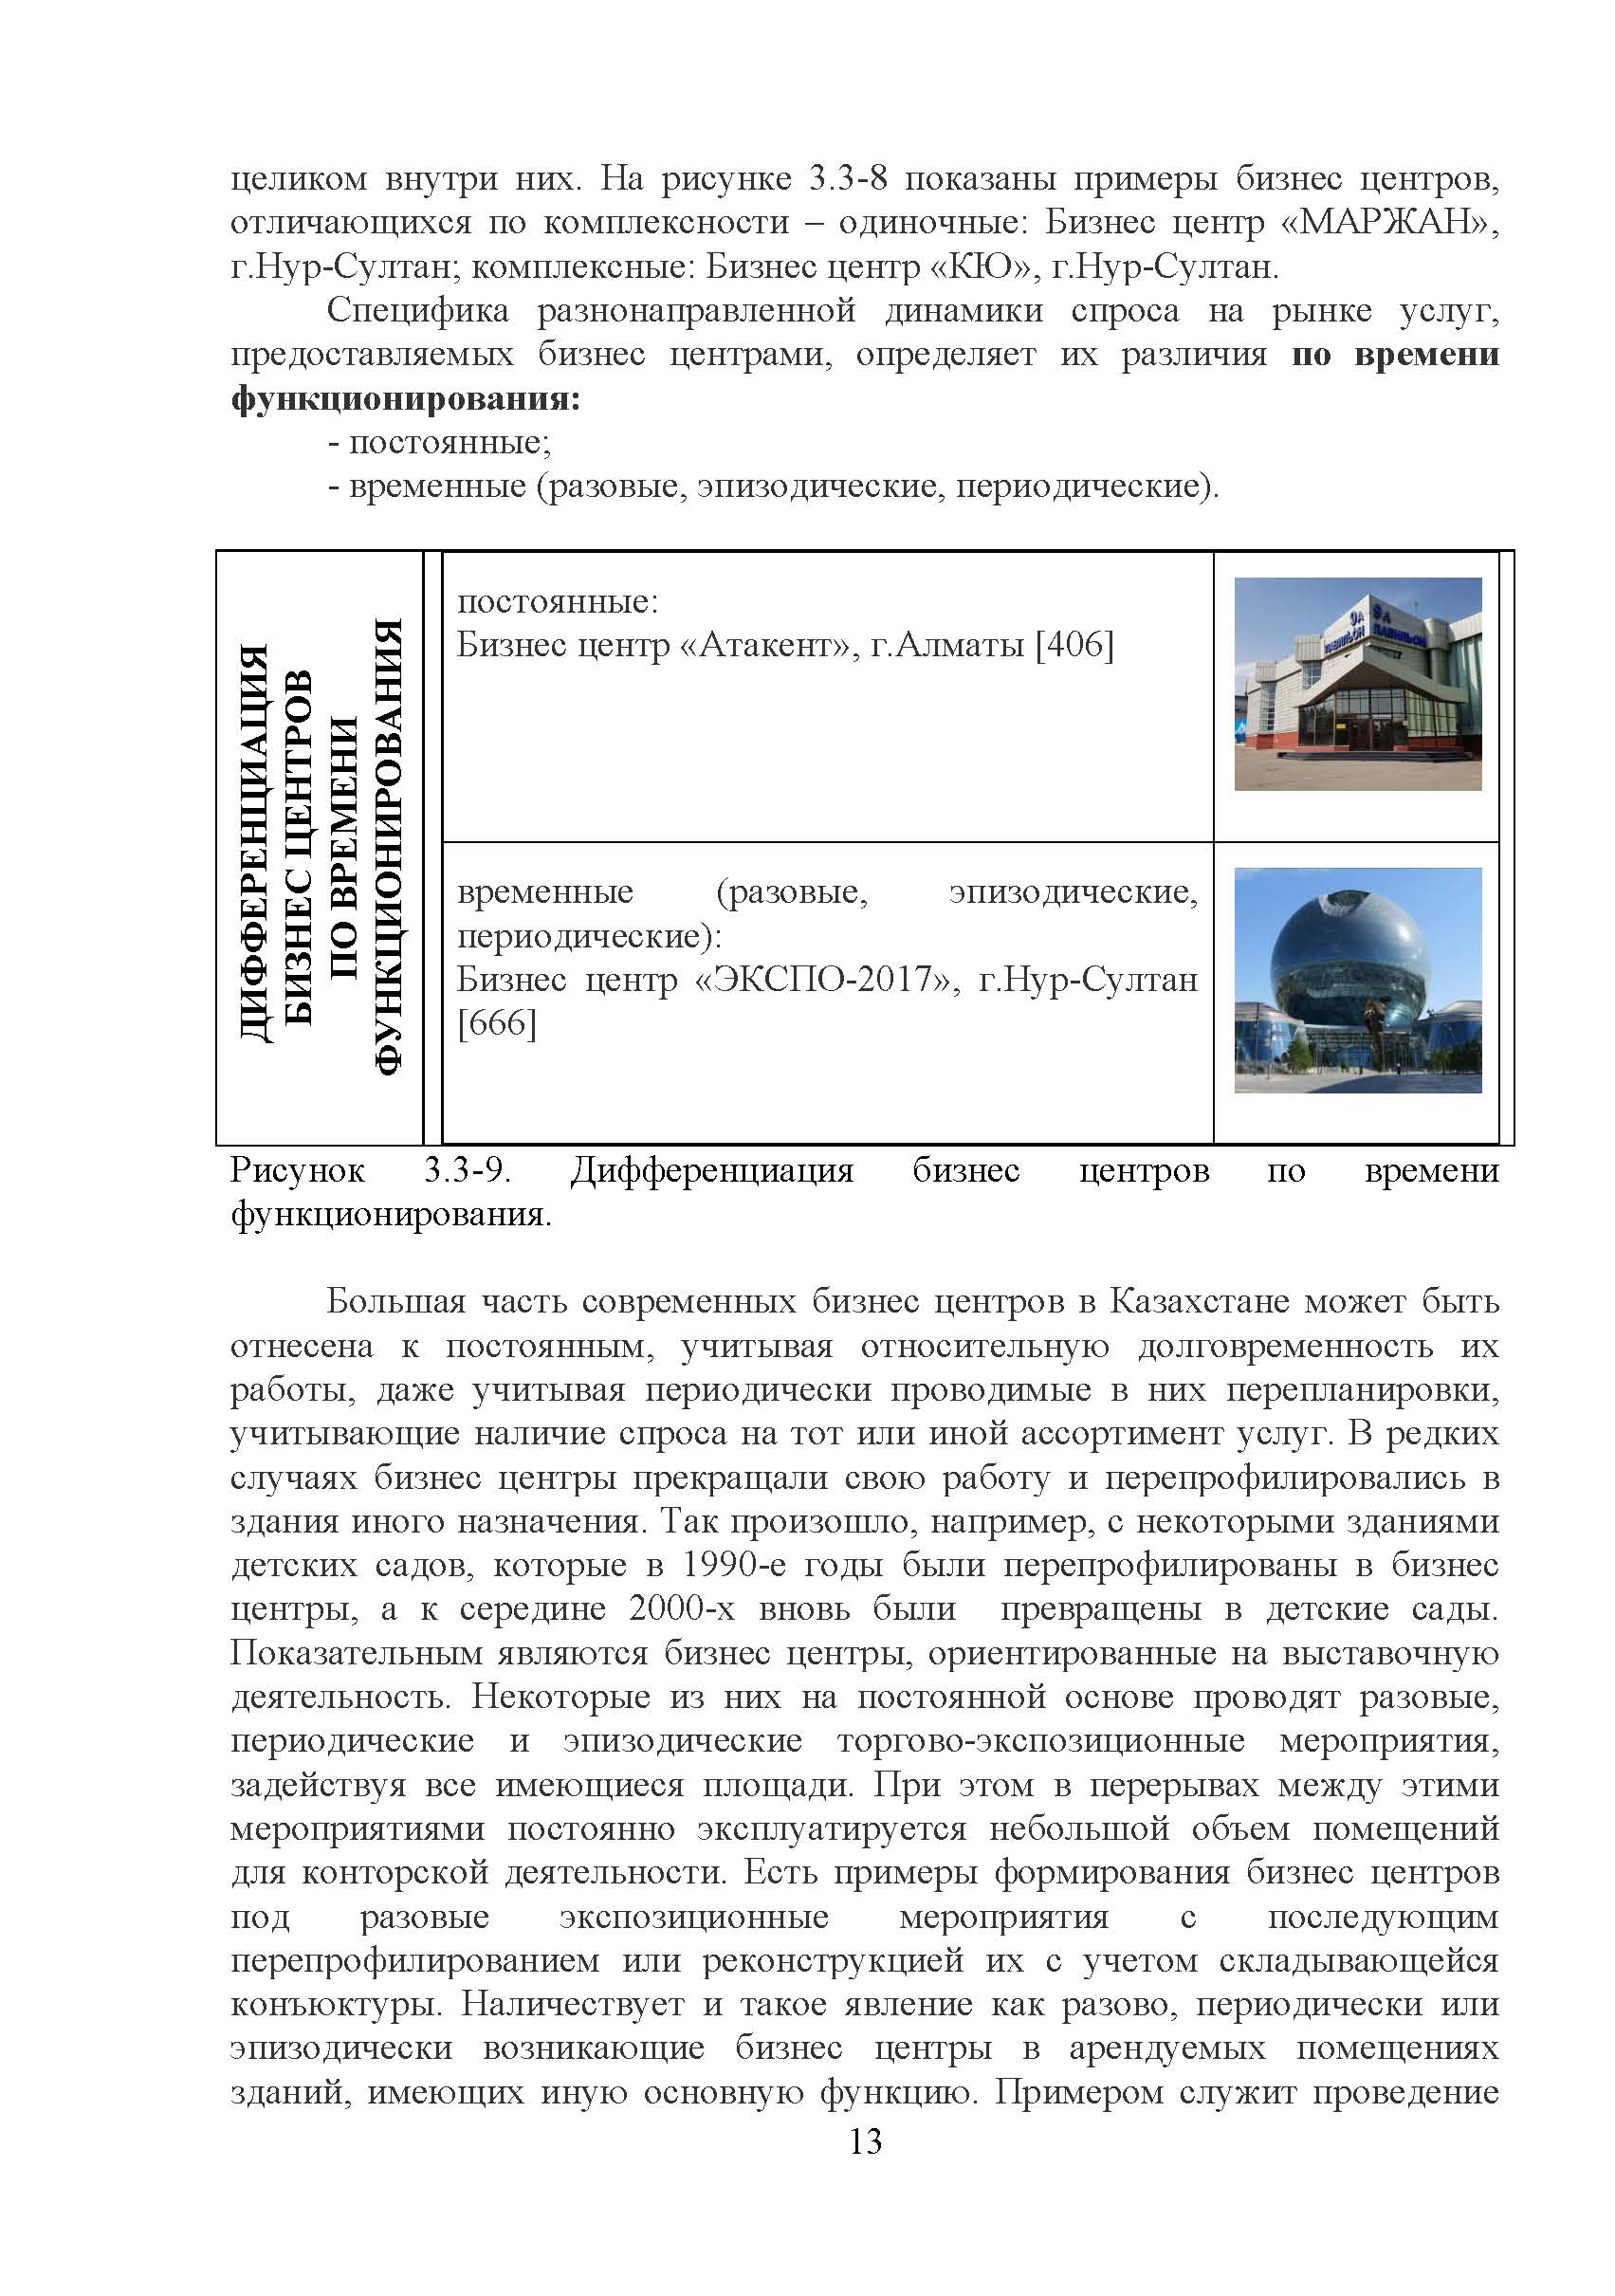 целиком внутри них. На рисунке 3.3-8 показаны примеры бизнес центров,
отличающихся по комплексности – одиночные: Бизнес центр «МАРЖАН»,
г.Нур-Султан; комплексные: Бизнес центр «КЮ», г.Нур-Султан.
Специфика разнонаправленной динамики спроса на рынке услуг,
предоставляемых бизнес центрами, определяет их различия по времени
функционирования:
- постоянные;
- временные (разовые, эпизодические, периодические).
ДИФФЕРЕНЦИАЦИЯ
БИЗНЕС ЦЕНТРОВ
ПО ВРЕМЕНИ
ФУНКЦИОНИРОВАНИЯ
постоянные:
Бизнес центр «Атакент», г.Алматы [406]
9А 9А
ПАВИЛЬОН ПАВИЛЬОН
временные (разовые, эпизодические,
периодические):
Бизнес центр «ЭКСПО-2017», г.Нур-Султан
[666]
Рисунок 3.3-9. Дифференциация бизнес центров по времени
функционирования.
Большая часть современных бизнес центров в Казахстане может быть
отнесена к постоянным, учитывая относительную долговременность их
работы, даже учитывая периодически проводимые в них перепланировки,
учитывающие наличие спроса на тот или иной ассортимент услуг. В редких
случаях бизнес центры прекращали свою работу и перепрофилировались в
здания иного назначения. Так произошло, например, с некоторыми зданиями
детских садов, которые в 1990-е годы были перепрофилированы в бизнес
центры, а к середине 2000-х вновь были превращены в детские сады.
Показательным являются бизнес центры, ориентированные на выставочную
деятельность. Некоторые из них на постоянной основе проводят разовые,
периодические и эпизодические торгово-экспозиционные мероприятия,
задействуя все имеющиеся площади. При этом в перерывах между этими
мероприятиями постоянно эксплуатируется небольшой объем помещений
для конторской деятельности. Есть примеры формирования бизнес центров
под разовые экспозиционные мероприятия с последующим
перепрофилированием или реконструкцией их с учетом складывающейся
конъюктуры. Наличествует и такое явление как разово, периодически или
эпизодически возникающие бизнес центры в арендуемых помещениях
зданий, имеющих иную основную функцию. Примером служит проведение
13